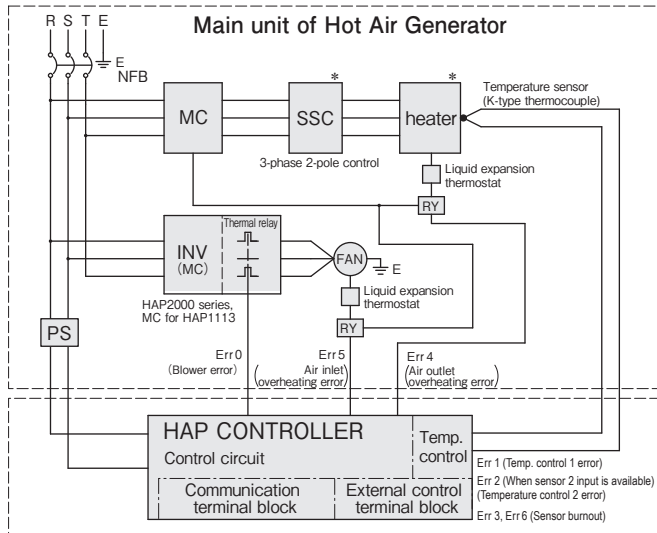 Main unit of Hot Air Generator
R S T E
E
NFB
*
*
MC
SSC
heater
Temperature sensor
(K-type thermocouple)
3-phase 2-pole control
Liquid expansion
thermostat
RY
Thermal relay
INV
(MC)
FAN
E
HAP2000 series,
MC for HAP1113
Liquid expansion
thermostat
PS
RY
Err 0
(Blower error)
Err 5
(Air inlet
overheating error)
Err 4
(Air outlet
overheating error)
HAP CONTROLLER
Control circuit
Temp.
control
Communication
terminal block
External control
terminal block
Err 1 (Temp. control 1 error)
Err 2 (When sensor 2 input is available)
(Temperature control 2 error)
Err 3, Err 6 (Sensor burnout)